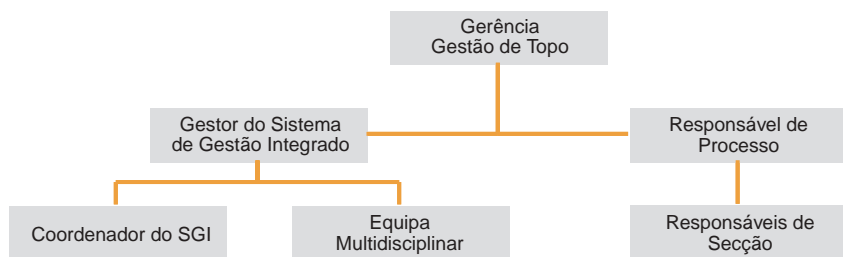 Gerência
Gestão de Topo
Gestor do Sistema
de Gestão Integrado
Responsável de
Processo
Coordenador do SGI
Equipa
Multidisciplinar
Responsáveis de
Secção